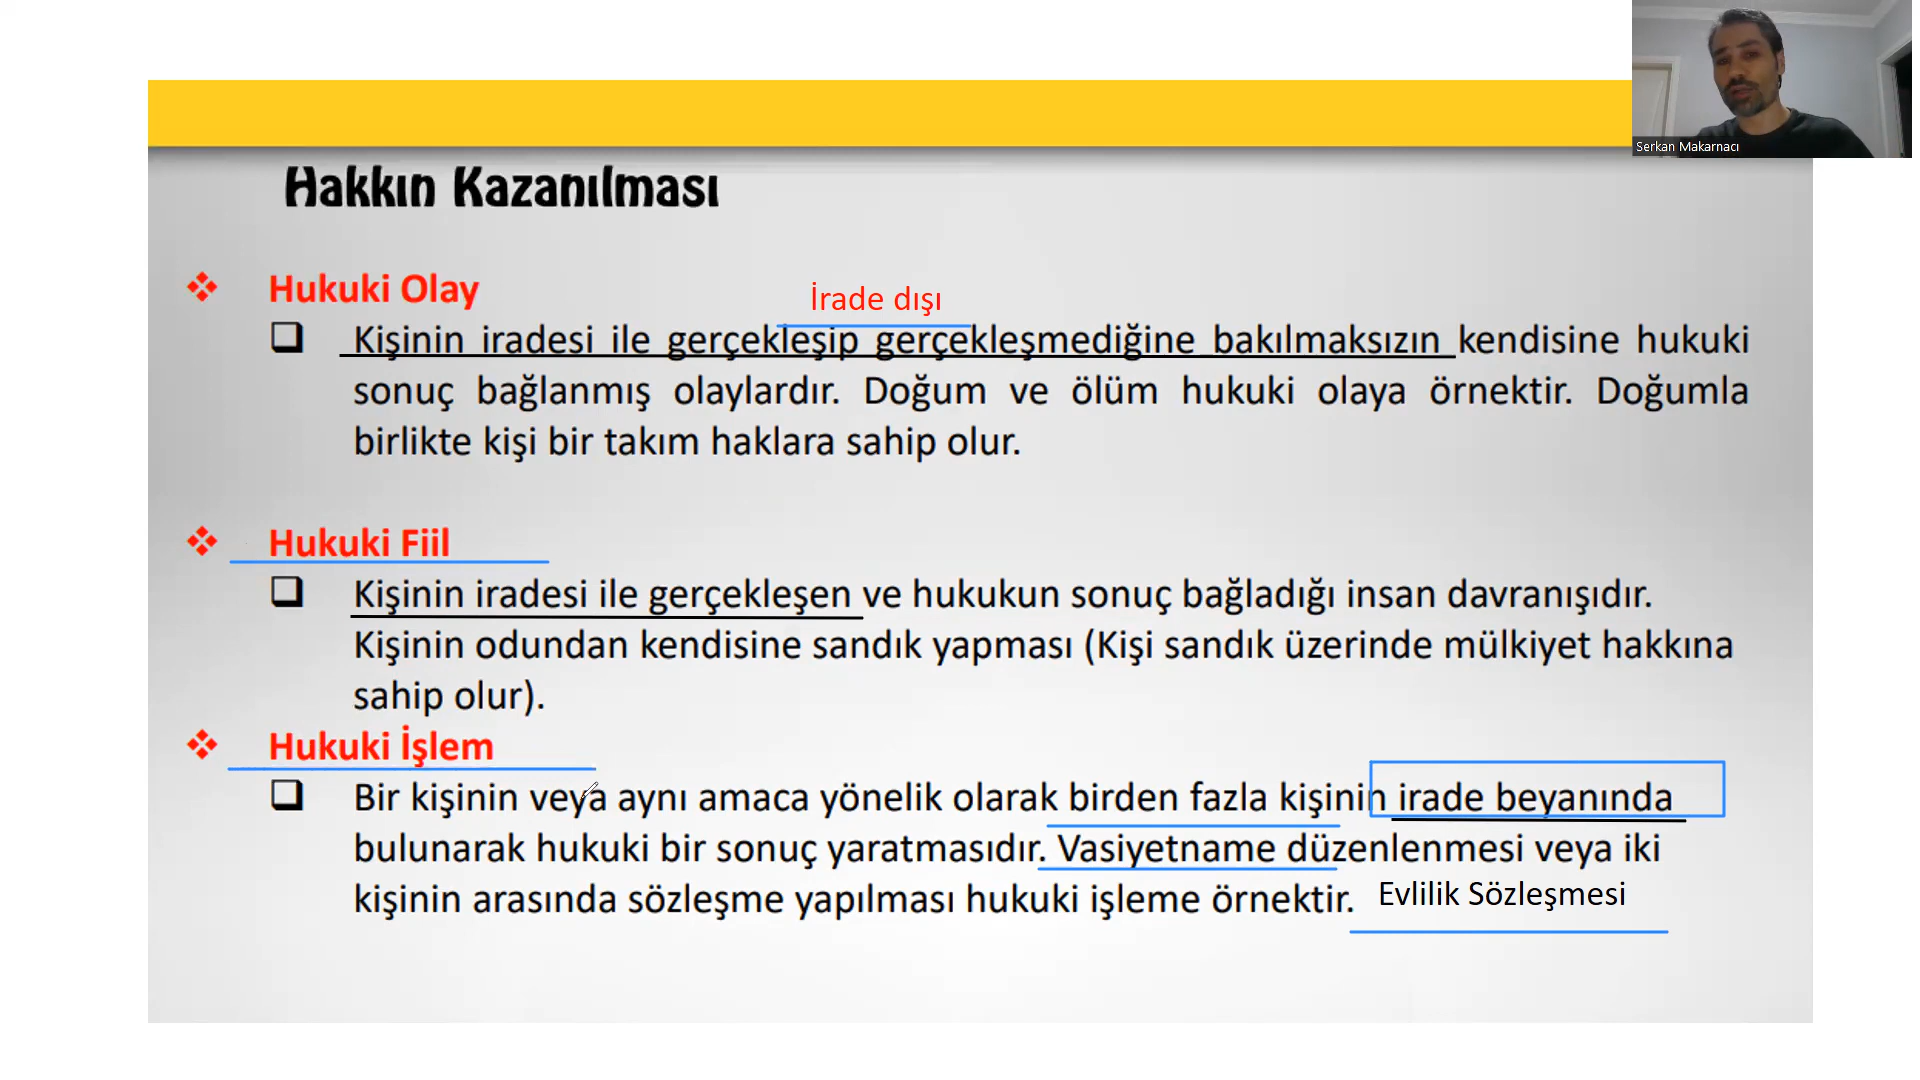 Serkan Makarnacı
Hakkın Kazanılması
Hukuki Olay
İrade dışı
Kişinin iradesi ile gerçekleşip gerçekleşmediğine bakılmaksızın kendisine hukuki
sonuç bağlanmış olaylardır. Doğum ve ölüm hukuki olaya örnektir. Doğumla
birlikte kişi bir takım haklara sahip olur.
Hukuki Fiil
Kişinin iradesi ile gerçekleşen ve hukukun sonuç bağladığı insan davranışıdır.
Kişinin odundan kendisine sandık yapması (Kişi sandık üzerinde mülkiyet hakkına
sahip olur).
Hukuki İşlem
Bir kişinin veya aynı amaca yönelik olarak birden fazla kişinin irade beyanında
bulunarak hukuki bir sonuç yaratmasıdır. Vasiyetname düzenlenmesi veya iki
kişinin arasında sözleşme yapılması hukuki işleme örnektir.
Evlilik Sözleşmesi